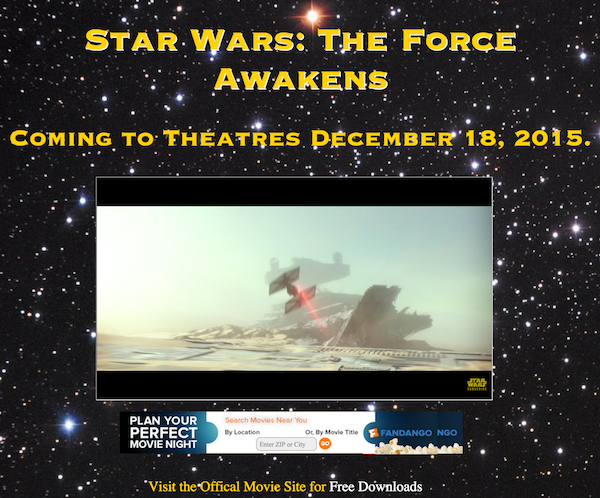 Star Wars: The Force
Awakens
Coming to Theatres December 18, 2015.
STAR
WARS
PLAN YOUR
PERFECT
MOVIE NIGHT
Search Movies Near You
By Location
Or, By Movie Title
Enter ZIP or City
GO
FANDANGO NGO
Visit the Offical Movie Site for Free Downloads